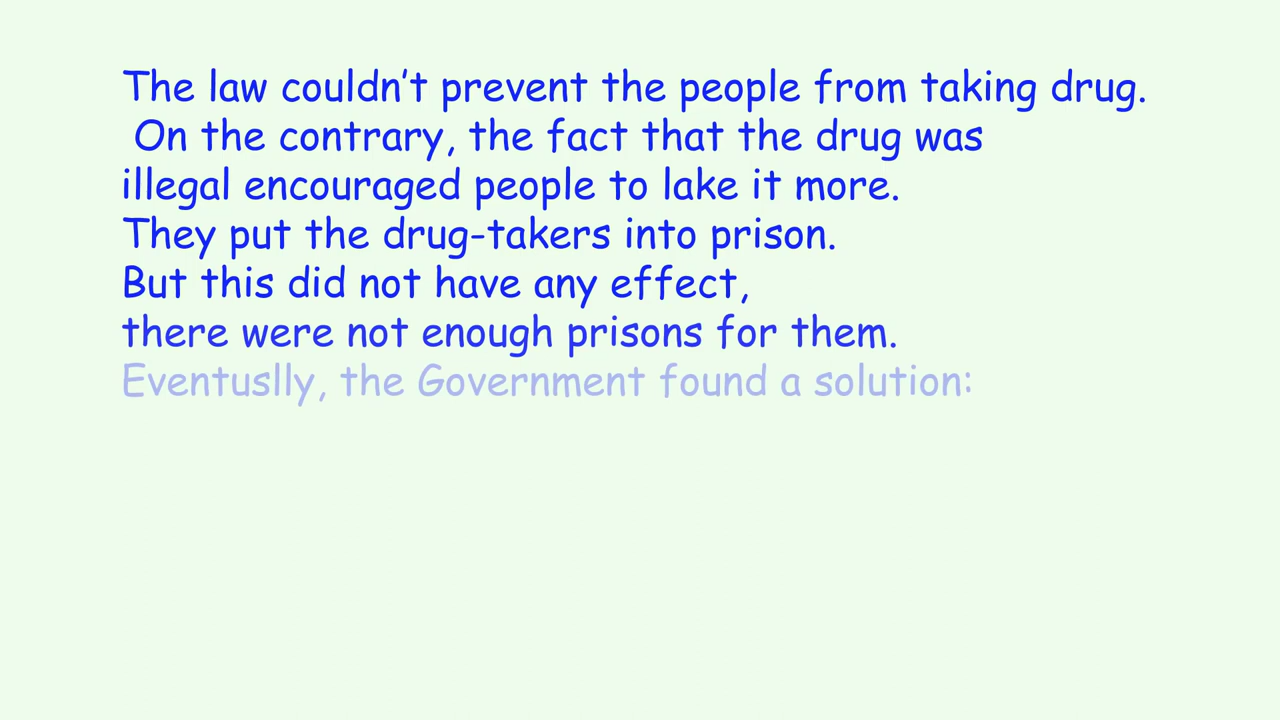 The law couldn’t prevent the people from taking drug.
On the contrary, the fact that the drug was
illegal encouraged people to lake it more.
They put the drug-takers into prison.
But this did not have any effect,
there were not enough prisons for them.
Eventuslly, the Government found a solution: